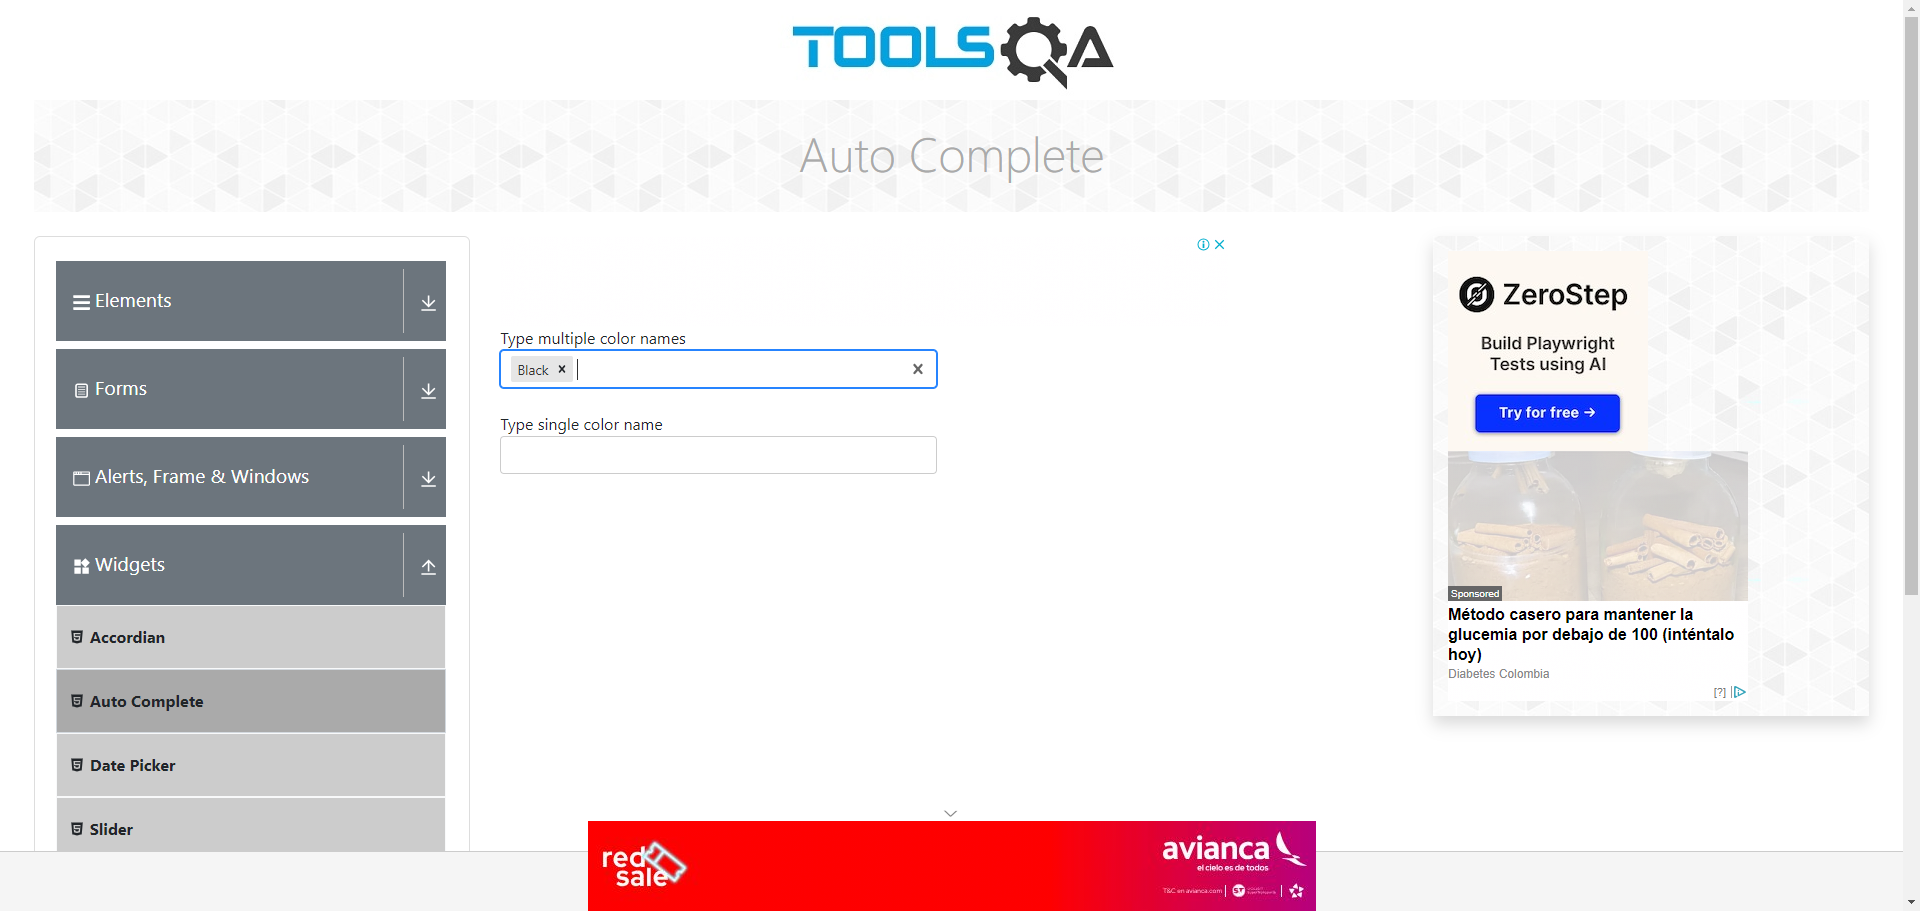 TOOLSQA
Auto Complete
Elements
Forms
Alerts, Frame & Windows
Widgets
Accordian
Auto Complete
Date Picker
Slider
Type multiple color names
Black
Type single color name
ZeroStep
Build Playwright
Tests using AI
Try for free →
Sponsored
Método casero para mantener la
glucemia por debajo de 100 (inténtalo
hoy)
Diabetes Colombia
[?]
red
sale
avianca
el cielo es de todos
T&C en avianca.com